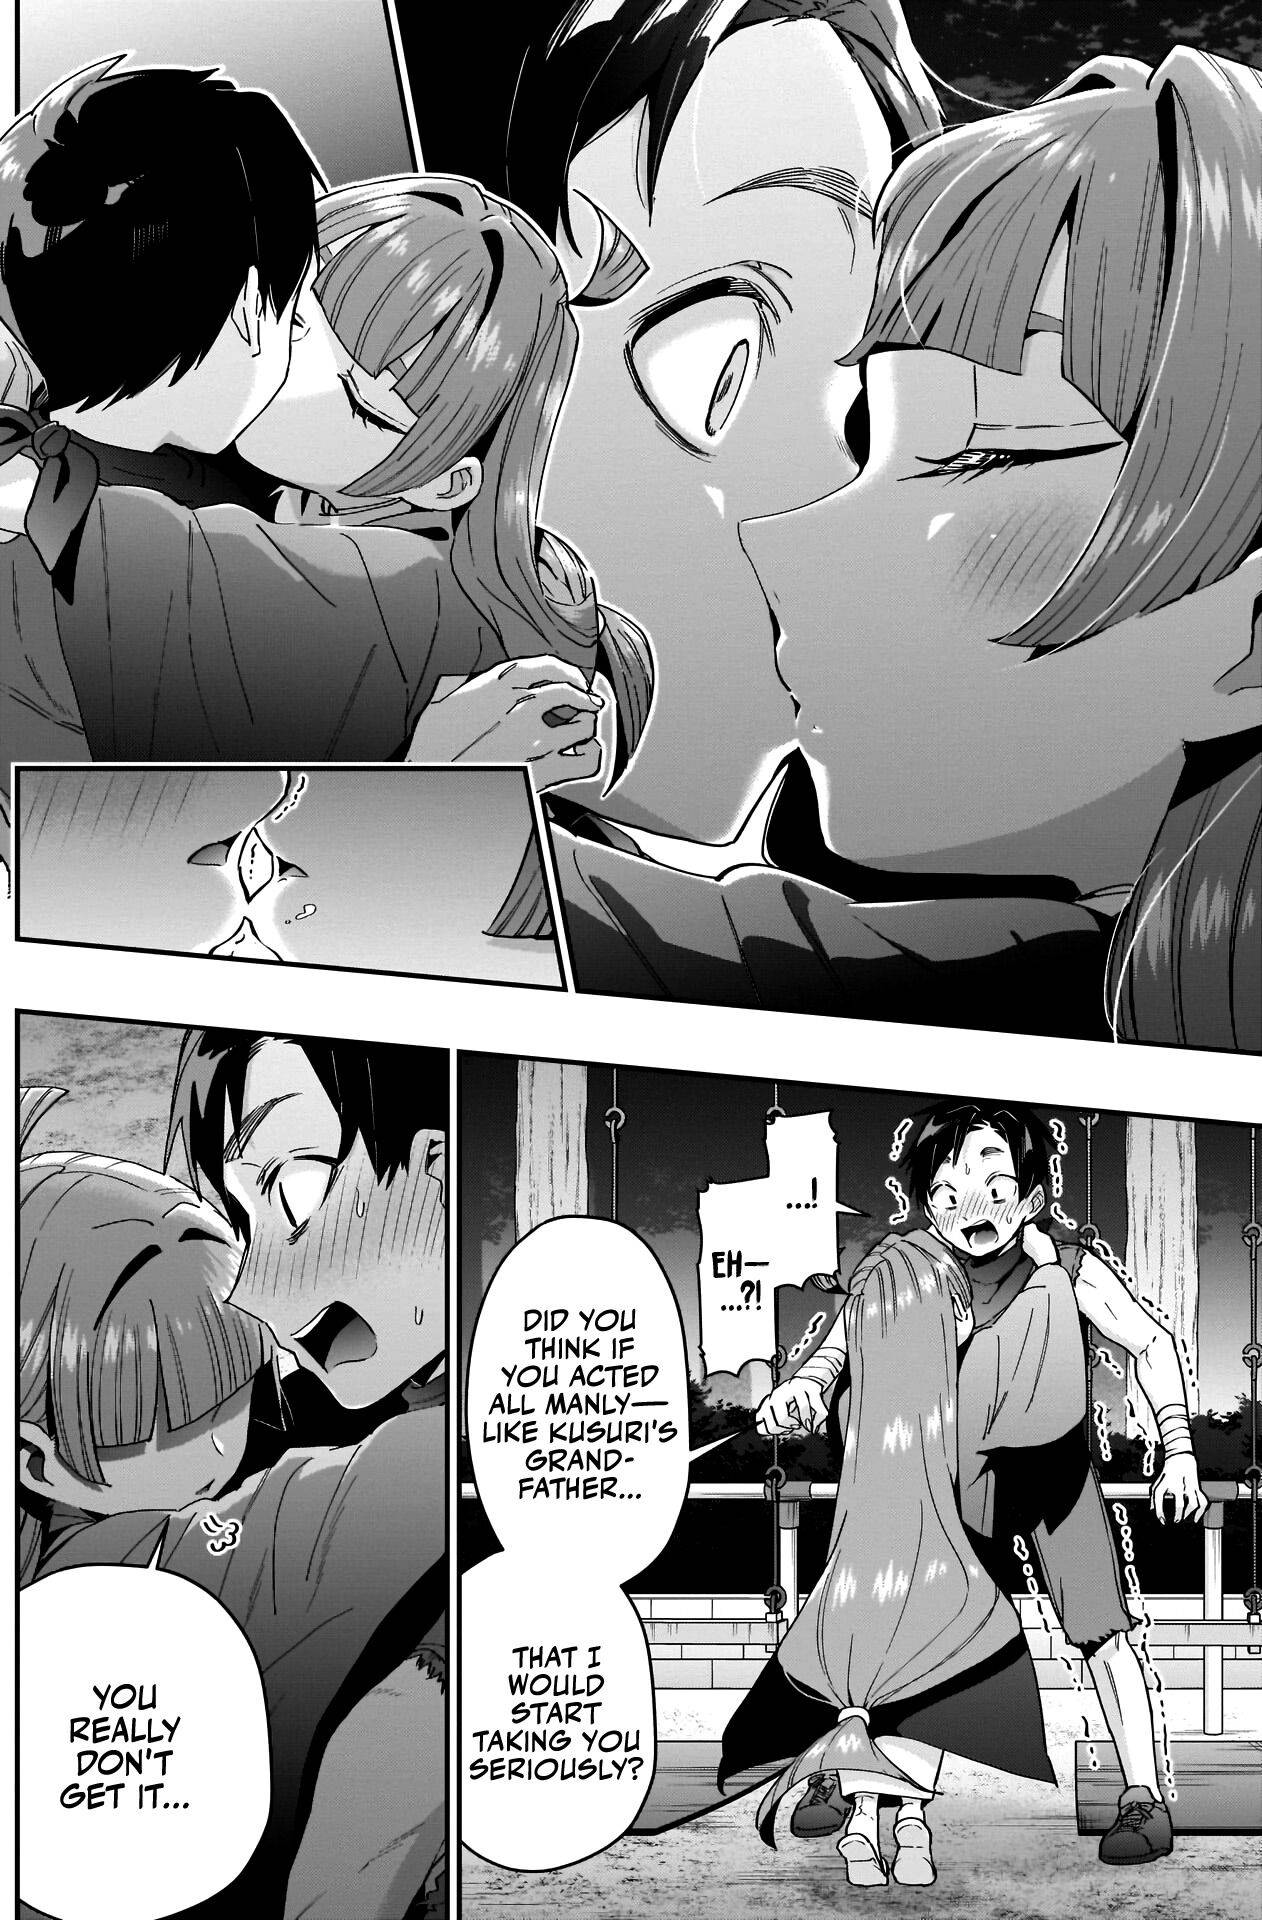 ...!
EH—
...?!
DID YOU
THINK IF
YOU ACTED
ALL MANLY—
LIKE KUSURI'S
GRAND-
FATHER...
THAT I
WOULD
START
TAKING YOU
SERIOUSLY?
YOU
REALLY
DON'T
GET IT...